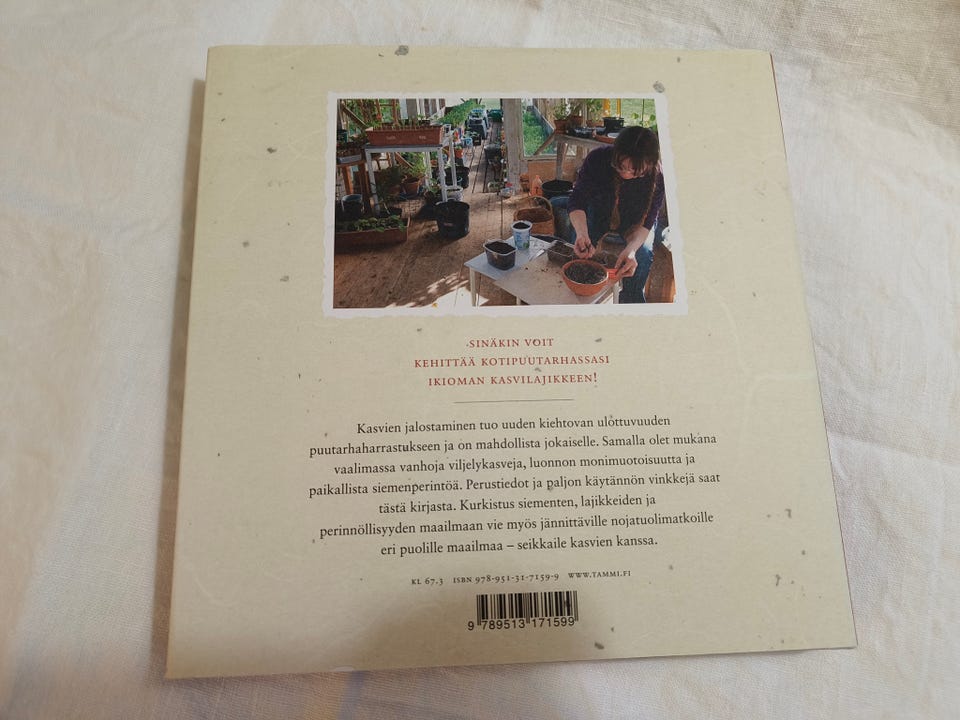 SINÄKIN VOIT
KEHITTÄÄ KOTIPUUTARHASSASI
IKIOMAN KASVILAJIKKEEN!
Kasvien jalostaminen tuo uuden kiehtovan ulottuvuuden
puutarhaharrastukseen ja on mahdollista jokaiselle. Samalla olet mukana
vaalimassa vanhoja viljelykasveja, luonnon monimuotoisuutta ja
paikallista siemenperintöä. Perustiedot ja paljon käytännön vinkkejä saat
tästä kirjasta. Kurkistus siementen, lajikkeiden ja
perinnöllisyyden maailmaan vie myös jännittäville nojatuolimatkoille
eri puolille maailmaa – seikkaile kasvien kanssa.
KL 67.3 ISBN 978-951-31-7159-9 WWW.TAMMI.FI
9 789513 171599